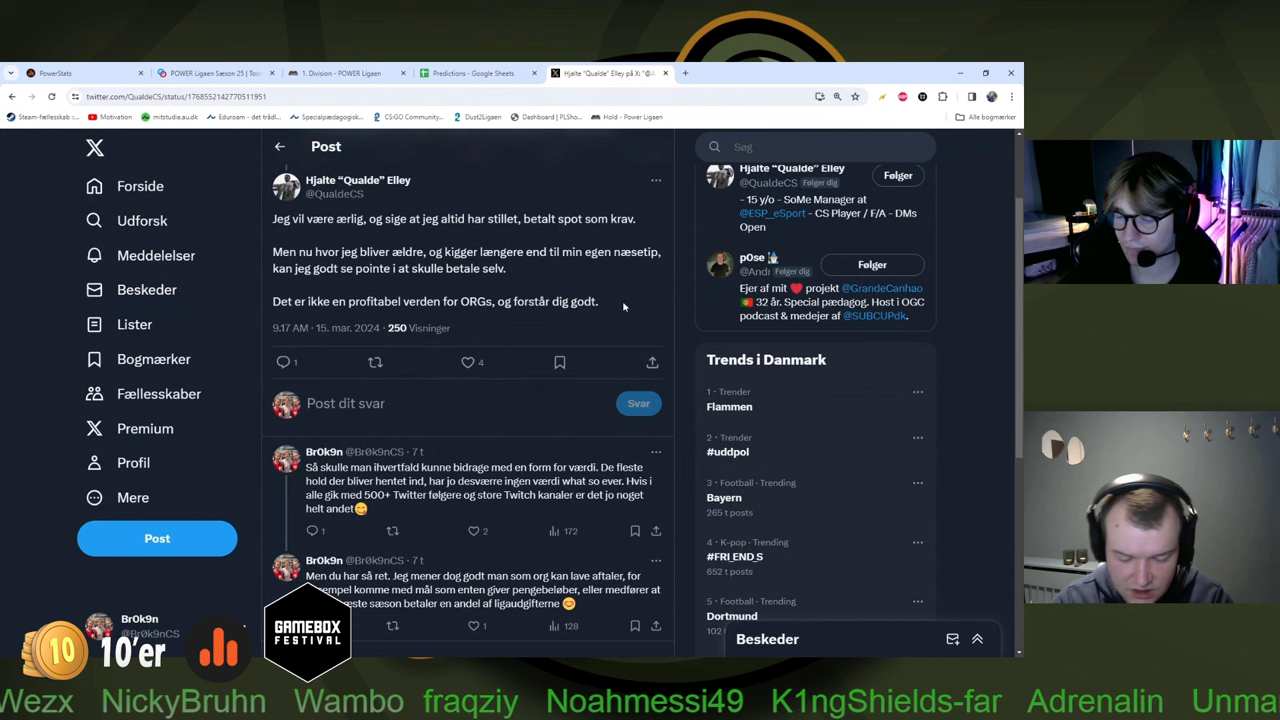 PowerStats
POWER Ligaen Sæson 25 | Too
1. Division - POWER Ligaen
Predictions - Google Sheets
Hjalte "Qualde" Elley på X: "@A
twitter.com/QualdeCS/status/1768552142770511951
Steam-fællesskab ::
Motivation
mitstudie.au.dk
Eduroam - det trådl...
Specialpædagogisk...
CS:GO Community...
Dust2Ligaen
Dashboard | PLSho...
Hold - Power Ligaen
Alle bogmærker
Forside
Udforsk
Meddelelser
Beskeder
Lister
Bogmærker
Fællesskaber
Premium
Profil
Mere
Post
Br0k9n
@Br0k9nCS
Post
Hjalte “Qualde” Elley
@QualdeCS
Jeg vil være ærlig, og sige at jeg altid har stillet, betalt spot som krav.
Men nu hvor jeg bliver ældre, og kigger længere end til min egen næsetip,
kan jeg godt se pointe i at skulle betale selv.
Det er ikke en profitabel verden for ORGs, og forstår dig godt.
9.17 AM · 15. mar. 2024 · 250 Visninger
1
4
Post dit svar
Svar
Br0k9n @Br0k9nCS · 7 t
Så skulle man ihvertfald kunne bidrage med en form for værdi. De fleste
hold der bliver hentet ind, har jo desværre ingen værdi what so ever. Hvis i
alle gik med 500+ Twitter følgere og store Twitch kanaler er det jo noget
helt andet
1
2
172
Br0k9n @Br0k9nCS · 7 t
Men du har så ret. Jeg mener dog godt man som org kan lave aftaler, for
empel komme med mål som enten giver pengebeløber, eller medfører at
æste sæson betaler en andel af ligaudgifterne
1
128
Søg
Hjalte “Qualde” Elley
@QualdeCS Følger dig
Følger
- 15 y/o - SoMe Manager at
@ESP_eSport - CS Player / F/A - DMs
Open
p0se
@Andr Følger dig
Følger
Ejer af mit projekt @GrandeCanhao
32 år. Special pædagog. Host i OGC
podcast & medejer af @SUBCUPdk.
Trends i Danmark
1 · Trender
Flammen
2 · Trender
#uddpol
3 · Football · Trending
Bayern
265 t posts
4 · K-pop · Trending
#FRI_END_S
652 t posts
5 · Football · Trending
Dortmund
102
Beskeder
10
10'er
GAMEBOX
FESTIVAL
Wezx NickyBruhn Wambo fraqziy Noahmessi49 K1ngShields-far Adrenalin Unma